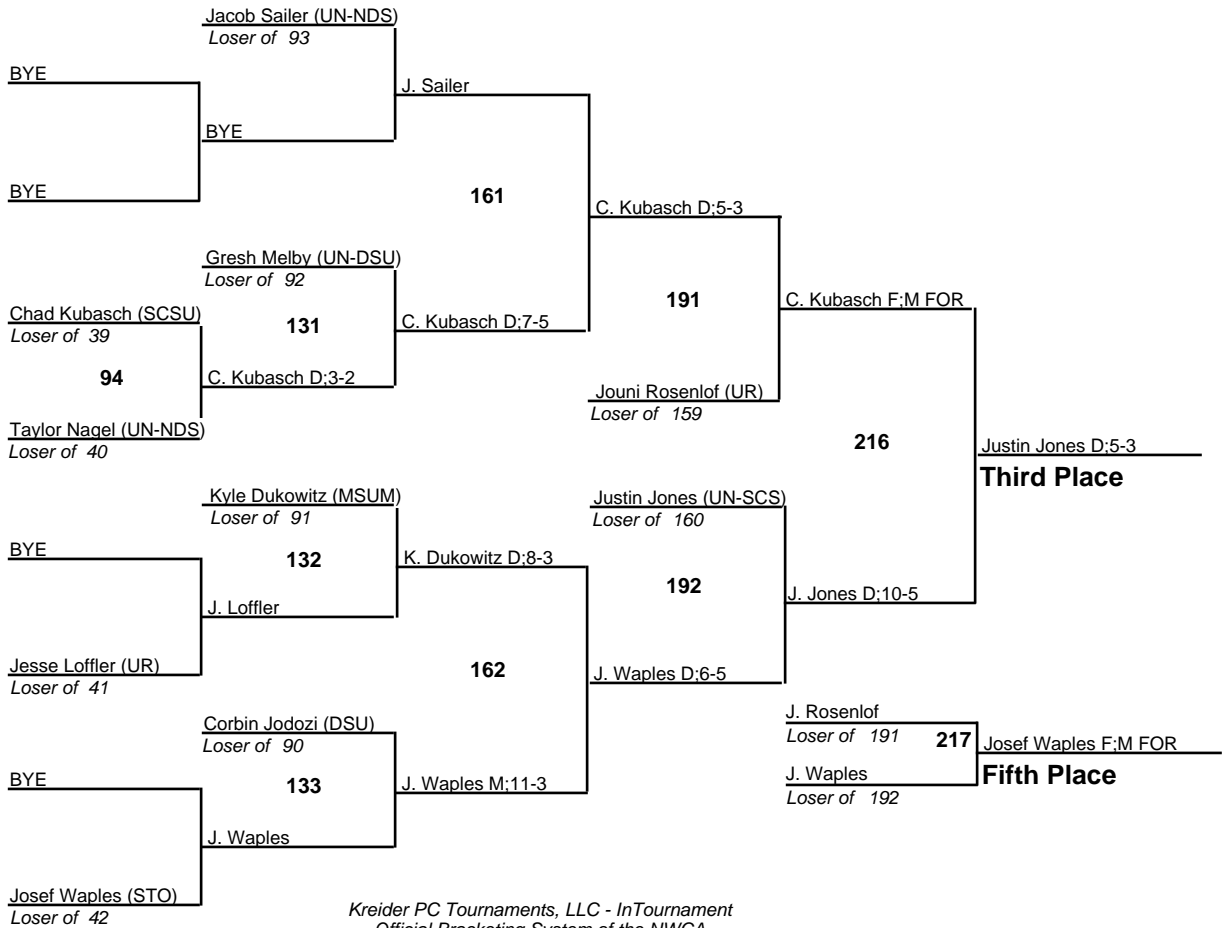 Jacob Sailer (UN-NDS)
Loser of 93
BYE
J. Sailer
BYE
BYE
161
C. Kubasch D;5-3
Gresh Melby (UN-DSU)
Loser of 92
191
C. Kubasch F;M FOR
Chad Kubasch (SCSU)
Loser of 39
131
C. Kubasch D;7-5
94
C. Kubasch D;3-2
Jouni Rosenlof (UR)
Loser of 159
Taylor Nagel (UN-NDS)
Loser of 40
216
Justin Jones D;5-3
Third Place
Kyle Dukowitz (MSUM)
Loser of 91
Justin Jones (UN-SCS)
Loser of 160
BYE
132
K. Dukowitz D;8-3
192
J. Jones D;10-5
J. Loffler
Jesse Loffler (UR)
Loser of 41
162
J. Waples D;6-5
Corbin Jodozi (DSU)
Loser of 90
J. Rosenlof
Loser of 191
217
Josef Waples F;M FOR
Fifth Place
BYE
133
J. Waples M;11-3
J. Waples
Loser of 192
J. Waples
Josef Waples (STO)
Loser of 42
Kreider PC Tournaments, LLC - InTournament
Official Bracketing System of the NWCA